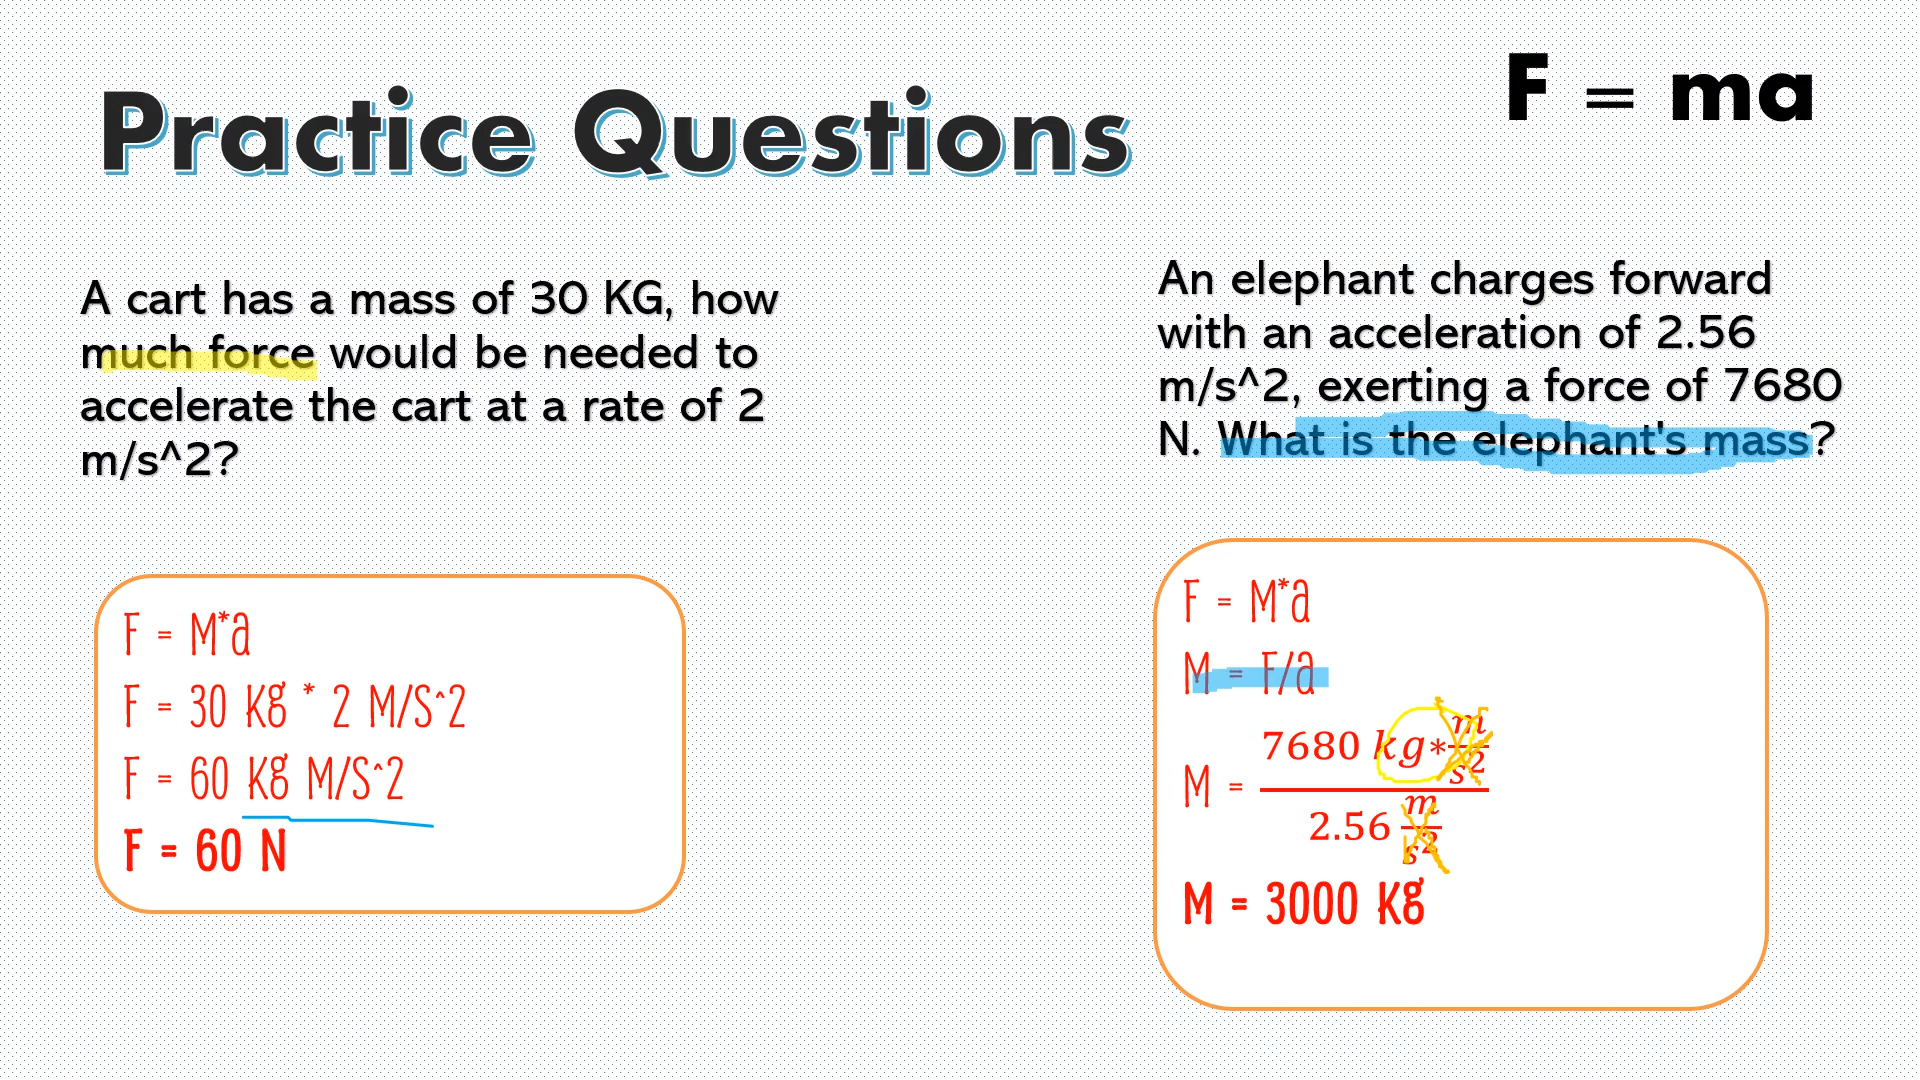 Practice Questions
F = ma
A cart has a mass of 30 KG, how
much force would be needed to
accelerate the cart at a rate of 2
m/s^2?
F = M*a
F = 30 Kg * 2 M/S^2
F = 60 Kg M/S^2
F = 60 N
An elephant charges forward
with an acceleration of 2.56
m/s^2, exerting a force of 7680
N. What is the elephant's mass?
F = M*a
M = F/a
M = \frac{7680 kg*\frac{m}{s^2}}{2.56 \frac{m}{s^2}}
M = 3000 Kg